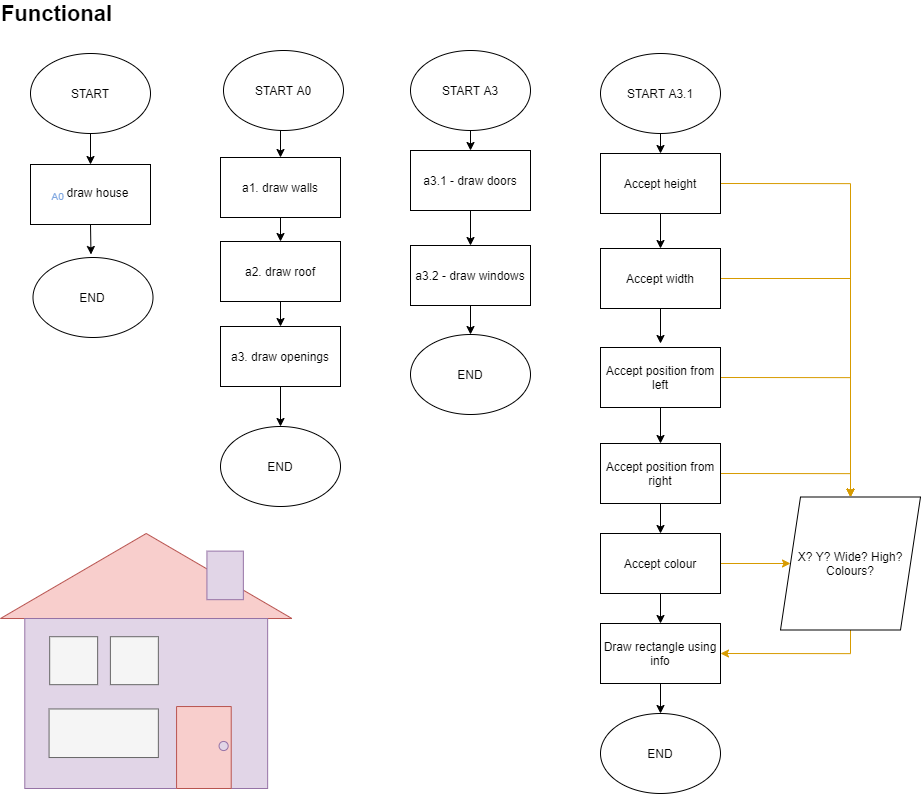 Functional
START
A0 draw house
END
START A0
a1. draw walls
a2. draw roof
a3. draw openings
END
START A3
a3.1 - draw doors
a3.2 - draw windows
END
START A3.1
Accept height
Accept width
Accept position from
left
Accept position from
right
Accept colour
Draw rectangle using
info
END
X? Y? Wide? High?
Colours?